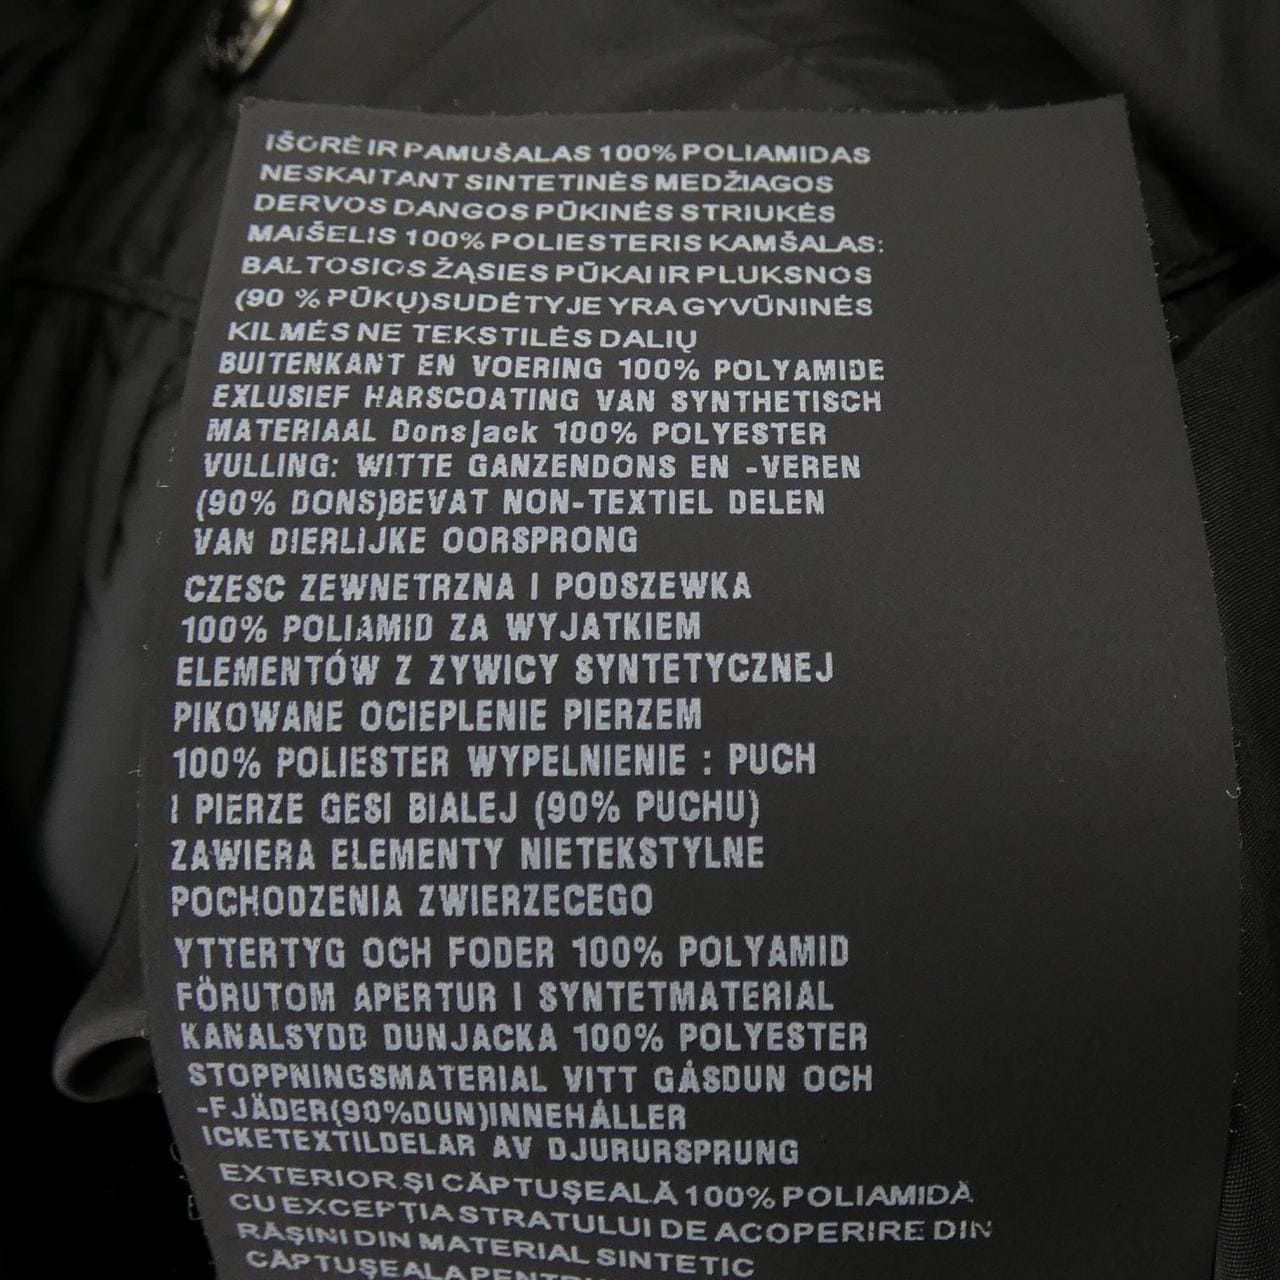 IŠORĖ IR PAMUŠALAS 100% POLIAMIDAS
NESKAITANT SINTETINĖS MEDŽIAGOS
DERVOS DANGOS PŪKINĖS STRIUKĖS
MAIŠELIS 100% POLIESTERIS KAMŠALAS:
BALTOSIOS ŽĄSIES PŪKAI IR PLUKSNOS
(90 % PŪKŲ)SUDĖTYJE YRA GYVŪNINĖS
KILMĖS NE TEKSTILĖS DALIŲ
BUITENKANT EN VOERING 100% POLYAMIDE
EXLUSIEF HARSCOATING VAN SYNTHETISCH
MATERIAAL Donsjack 100% POLYESTER
VULLING: WITTE GANZENDONS EN -VEREN
(90% DONS)BEVAT NON-TEXTIEL DELEN
VAN DIERLIJKE OORSPRONG
CZESC ZEWNETRZNA I PODSZEWKA
100% POLIAMID ZA WYJATKIEM
ELEMENTÓW Z ZYWICY SYNTETYCZNEJ
PIKOWANE OCIEPLENIE PIERZEM
100% POLIESTER WYPELNIENIE : PUCH
I PIERZE GESI BIALEJ (90% PUCHU)
ZAWIERA ELEMENTY NIETEKSTYLNE
POCHODZENIA ZWIERZECEGO
YTTERTYG OCH FODER 100% POLYAMID
FÖRUTOM APERTUR I SYNTETMATERIAL
KANALSYDD DUNJACKA 100% POLYESTER
STOPPNINGSMATERIAL VITT GÅSDUN OCH
-FJÄDER(90%DUN)INNEHÅLLER
ICKETEXTILDELAR AV DJURURSPRUNG
EXTERIOR ŞI CĂPTUŞEALĂ 100% POLIAMIDĂ
CU EXCEPŢIA STRATULUI DE ACOPERIRE DIN
RĂŞINI DIN MATERIAL SINTETIC
CĂPTUŞEALA PENTRU